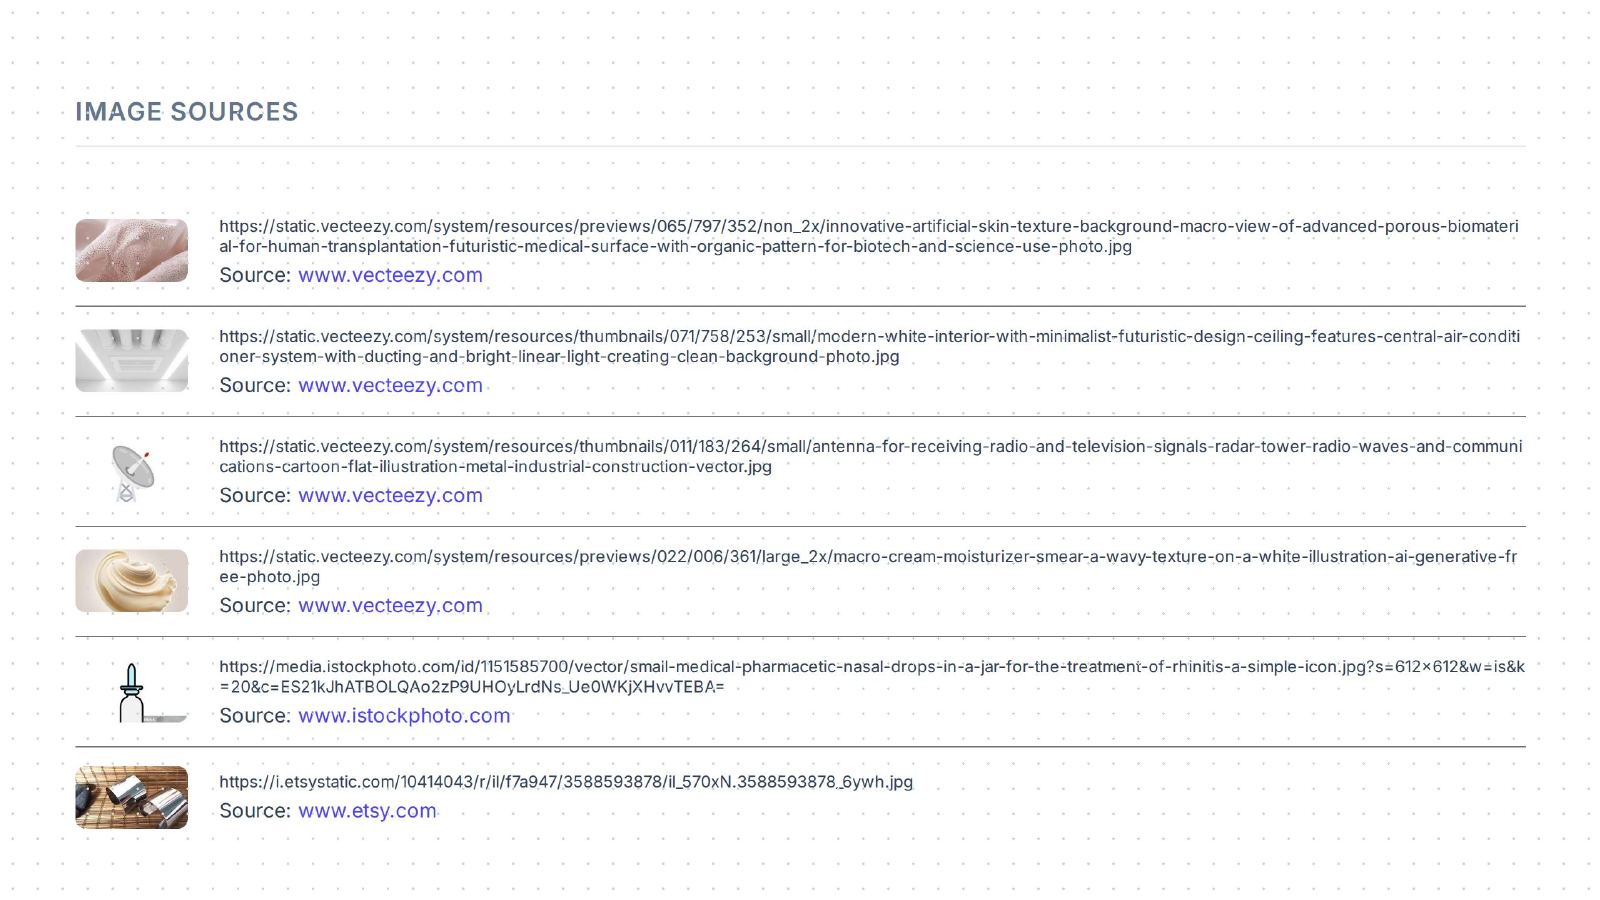 IMAGE SOURCES
https://static.vecteezy.com/system/resources/previews/065/797/352/non_2x/innovative-artificial-skin-texture-background-macro-view-of-advanced-porous-biomateri
al-for-human-transplantation-futuristic-medical-surface-with-organic-pattern-for-biotech-and-science-use-photo.jpg
Source: www.vecteezy.com
https://static.vecteezy.com/system/resources/thumbnails/071/758/253/small/modern-white-interior-with-minimalist-futuristic-design-ceiling-features-central-air-conditi
oner-system-with-ducting-and-bright-linear-light-creating-clean-background-photo.jpg
Source: www.vecteezy.com
https://static.vecteezy.com/system/resources/thumbnails/011/183/264/small/antenna-for-receiving-radio-and-television-signals-radar-tower-radio-waves-and-communi
cations-cartoon-flat-illustration-metal-industrial-construction-vector.jpg
Source: www.vecteezy.com
https://static.vecteezy.com/system/resources/previews/022/006/361/large_2x/macro-cream-moisturizer-smear-a-wavy-texture-on-a-white-illustration-ai-generative-fr
ee-photo.jpg
Source: www.vecteezy.com
https://media.istockphoto.com/id/1151585700/vector/small-medical-pharmacetic-nasal-drops-in-a-jar-for-the-treatment-of-rhinitis-a-simple-icon.jpg?s=612x612&w=is&k
=20&c=ES21kJhATBOLQAo2zP9UHOyLrdNs_Ue0WKjXHvvTEBA=
Source: www.istockphoto.com
https://i.etsystatic.com/10414043/r/il/f7a947/3588593878/il_570xN.3588593878_6ywh.jpg
Source: www.etsy.com